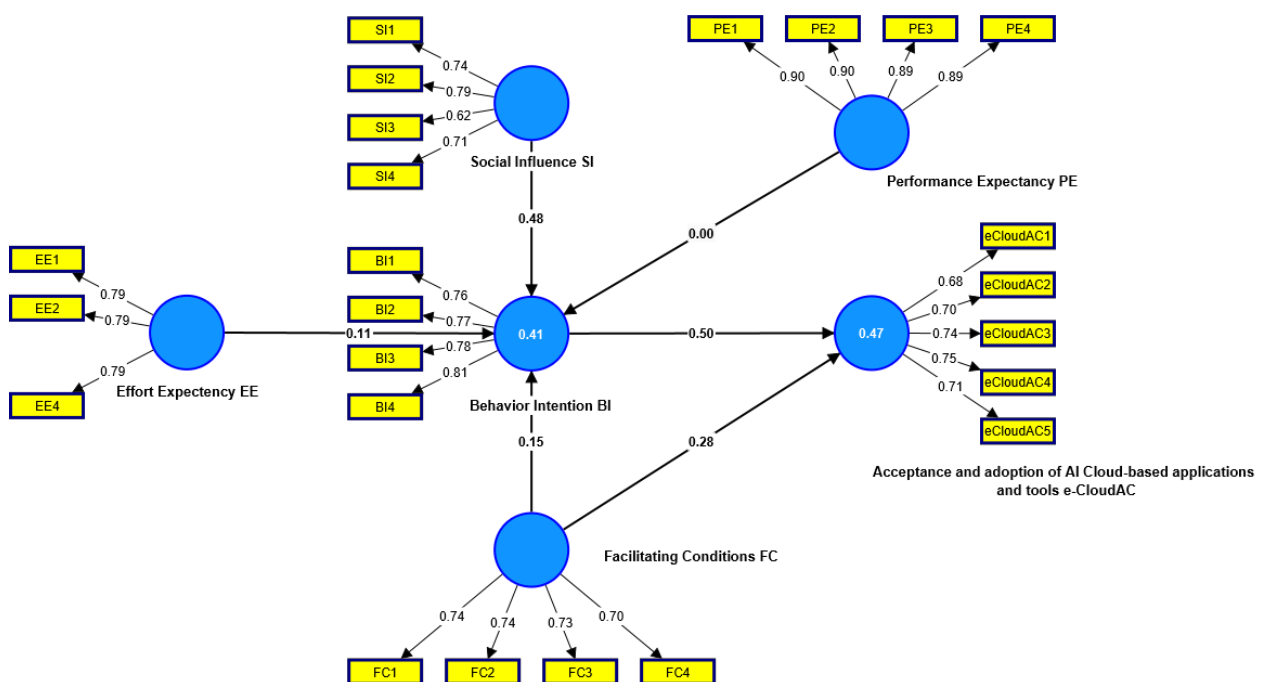 SI1
SI2
SI3
SI4
0.74
0.79
0.62
0.71
Social Influence SI
PE1
PE2
PE3
PE4
0.90
0.90
0.89
0.89
Performance Expectancy PE
0.48
0.00
EE1
EE2
EE4
0.79
0.79
0.79
Effort Expectency EE
0.11
BI1
BI2
BI3
BI4
0.76
0.77
0.78
0.81
0.41
Behavior Intention BI
0.50
0.47
eCloudAC1
eCloudAC2
eCloudAC3
eCloudAC4
eCloudAC5
0.68
0.70
0.74
0.75
0.71
Acceptance and adoption of AI Cloud-based applications
and tools e-CloudAC
0.15
0.28
Facilitating Conditions FC
0.74
0.74
0.73
0.70
FC1
FC2
FC3
FC4